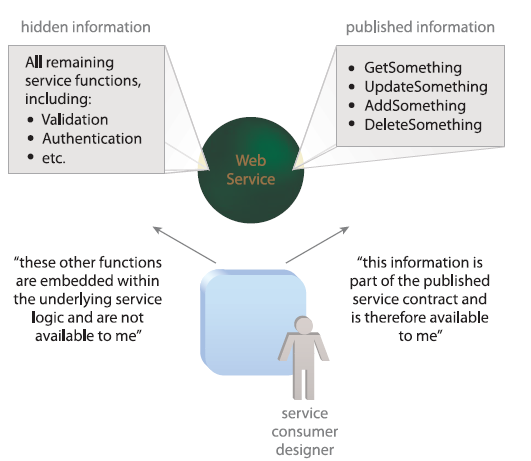 hidden information
published information
All remaining
service functions,
including:
• Validation
• Authentication
• etc.
• GetSomething
• UpdateSomething
• AddSomething
• DeleteSomething
Web
Service
“these other functions
are embedded within
the underlying service
logic and are not
available to me”
“this information is
part of the published
service contract and
is therefore available
to me”
service
consumer
designer